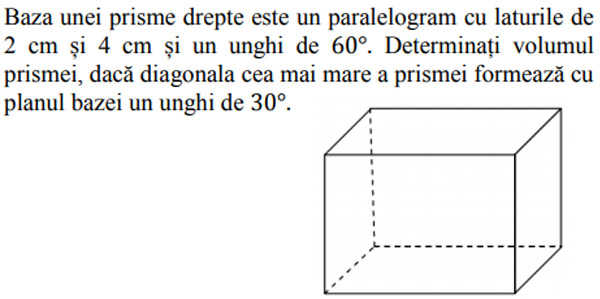 Baza unei prisme drepte este un paralelogram cu laturile de
2 cm și 4 cm și un unghi de 60°. Determinați volumul
prismei, dacă diagonala cea mai mare a prismei formează cu
planul bazei un unghi de 30°.